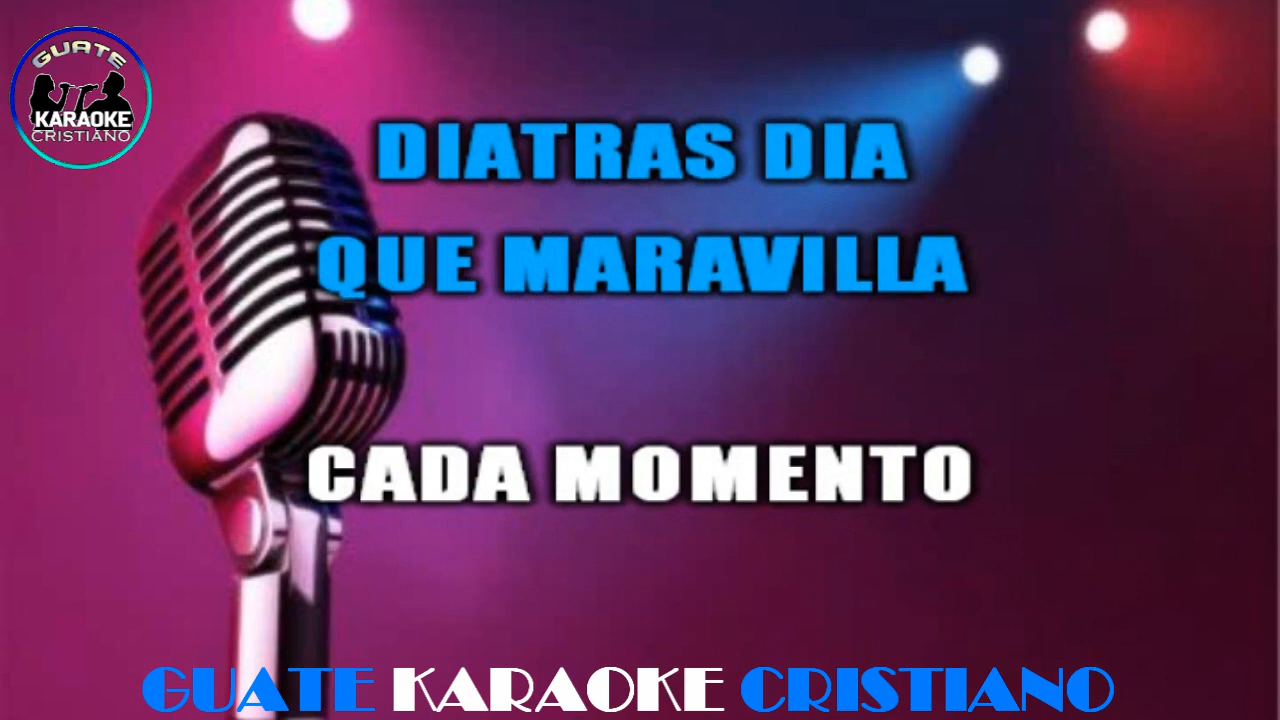 GUATE
KARAOKE
CRISTIANO
DIATRAS DIA
QUE MARAVILLA
CADA MOMENTO
GUATE KARAOKE CRISTIANO